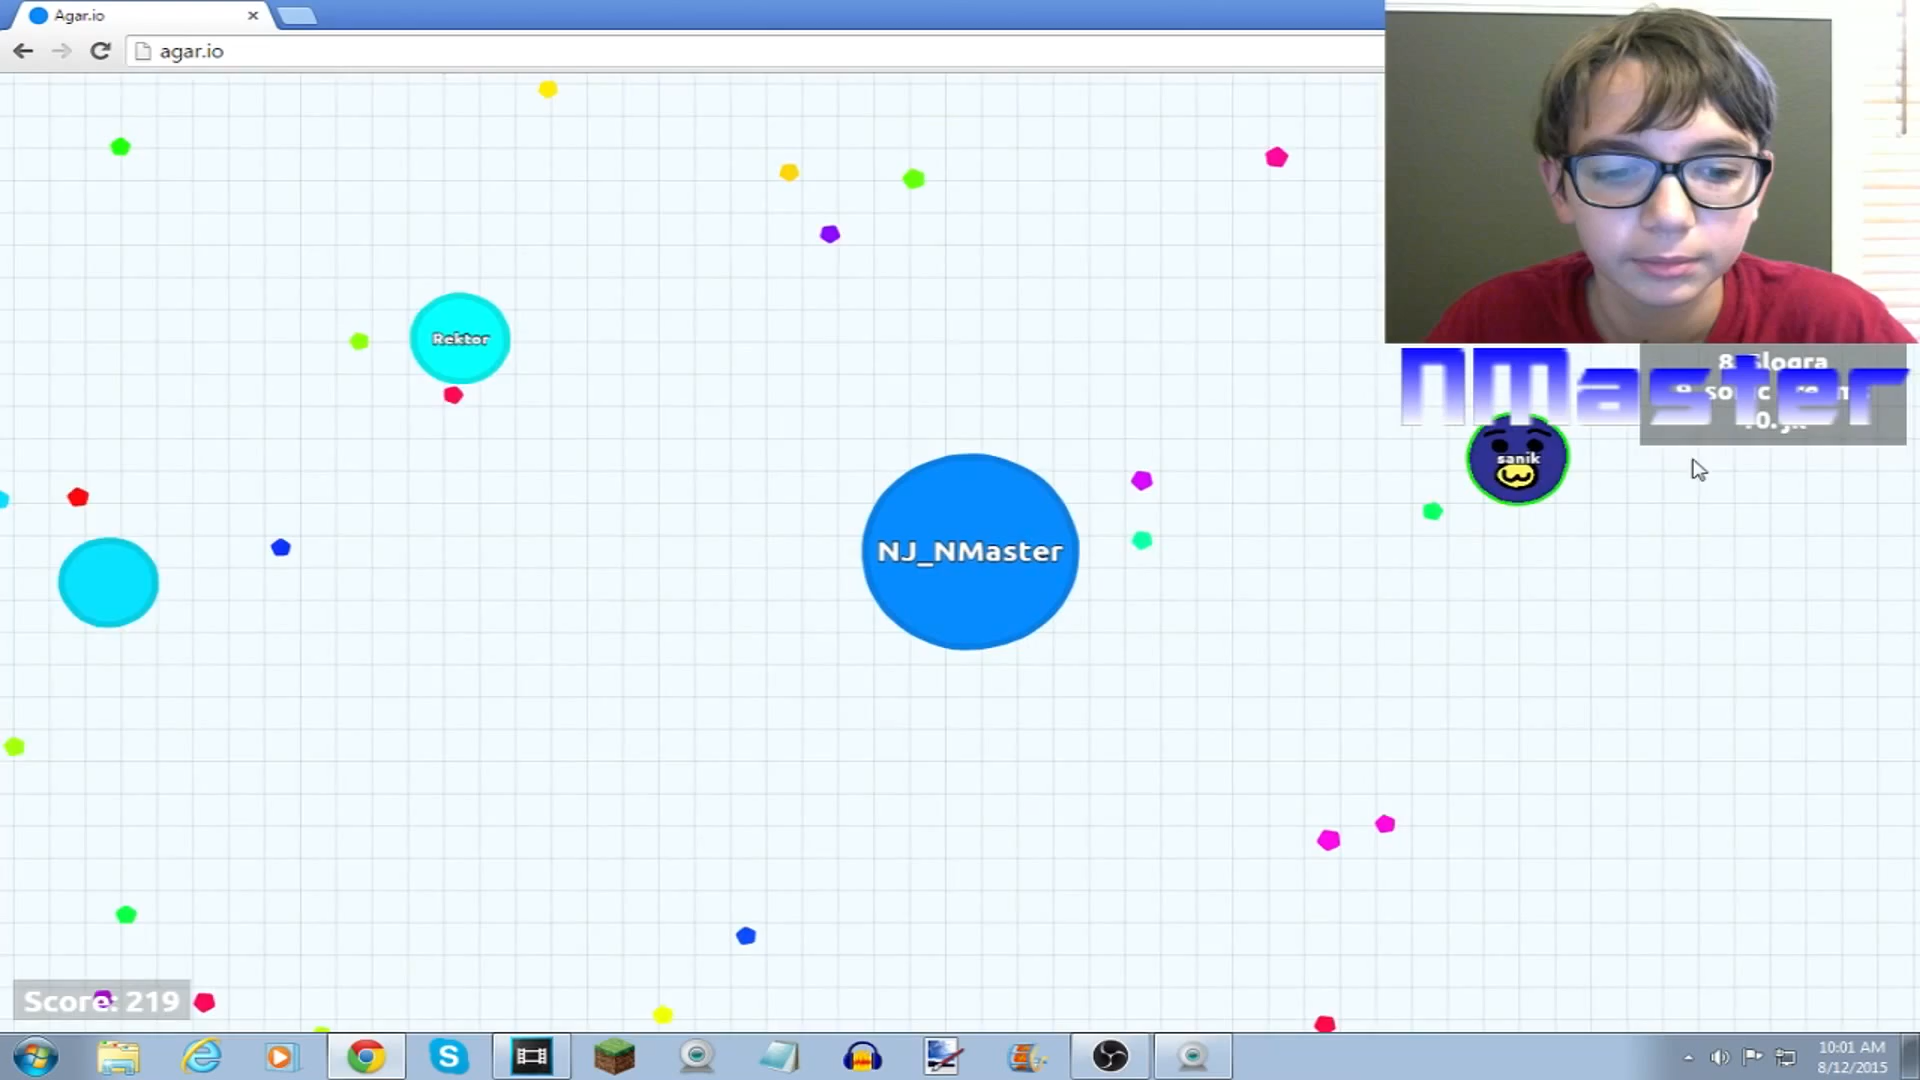 Agar.io
agar.io
Rektor
NMaster
sanik
NJ_NMaster
Score: 219
10:01 AM
8/12/2015